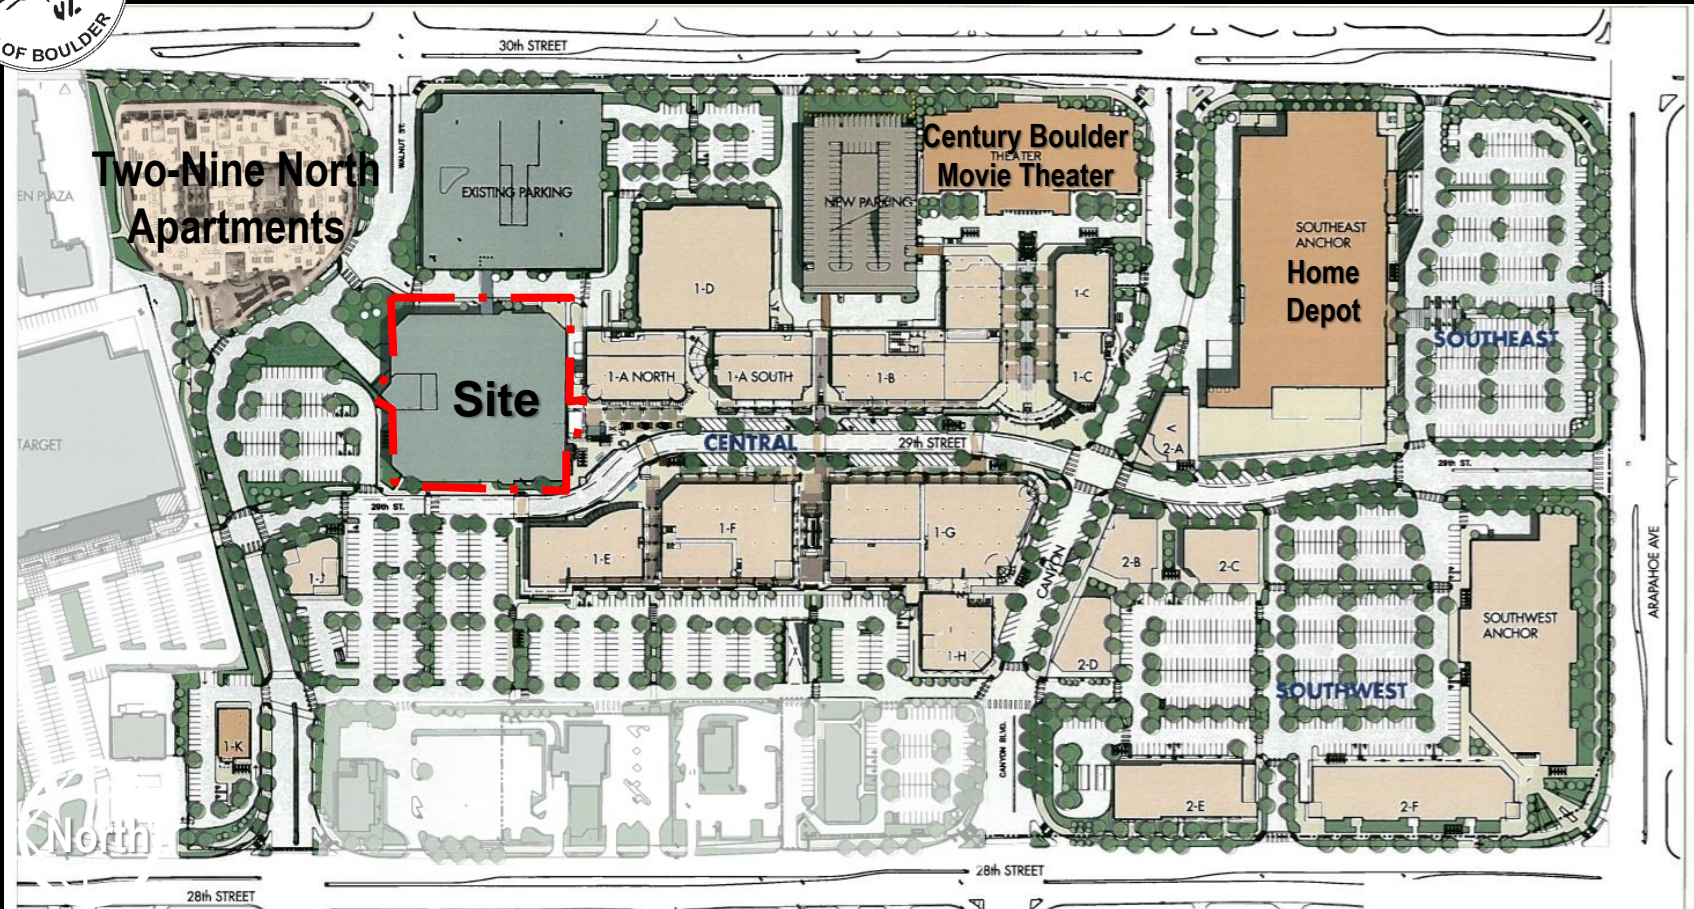 OF BOULDER
30th STREET
WALNUT ST.
Two-Nine North
Apartments
EXISTING PARKING
NEW PARKING
Century Boulder
THEATER
Movie Theater
EN PLAZA
SOUTHEAST
ANCHOR
Home
Depot
1-D
1-C
SOUTHEAST
Site
1-A NORTH
1-A SOUTH
1-B
1-C
TARGET
CENTRAL
29th STREET
2-A
29th ST.
29th ST.
1-F
1-G
1-E
1-J
2-B
2-C
CANYON
CANYON
ARAPAHOE AVE
SOUTHWEST
ANCHOR
1-H
2-D
SOUTHWEST
1-K
CANYON BLVD.
2-E
2-F
North
28th STREET
28th STREET